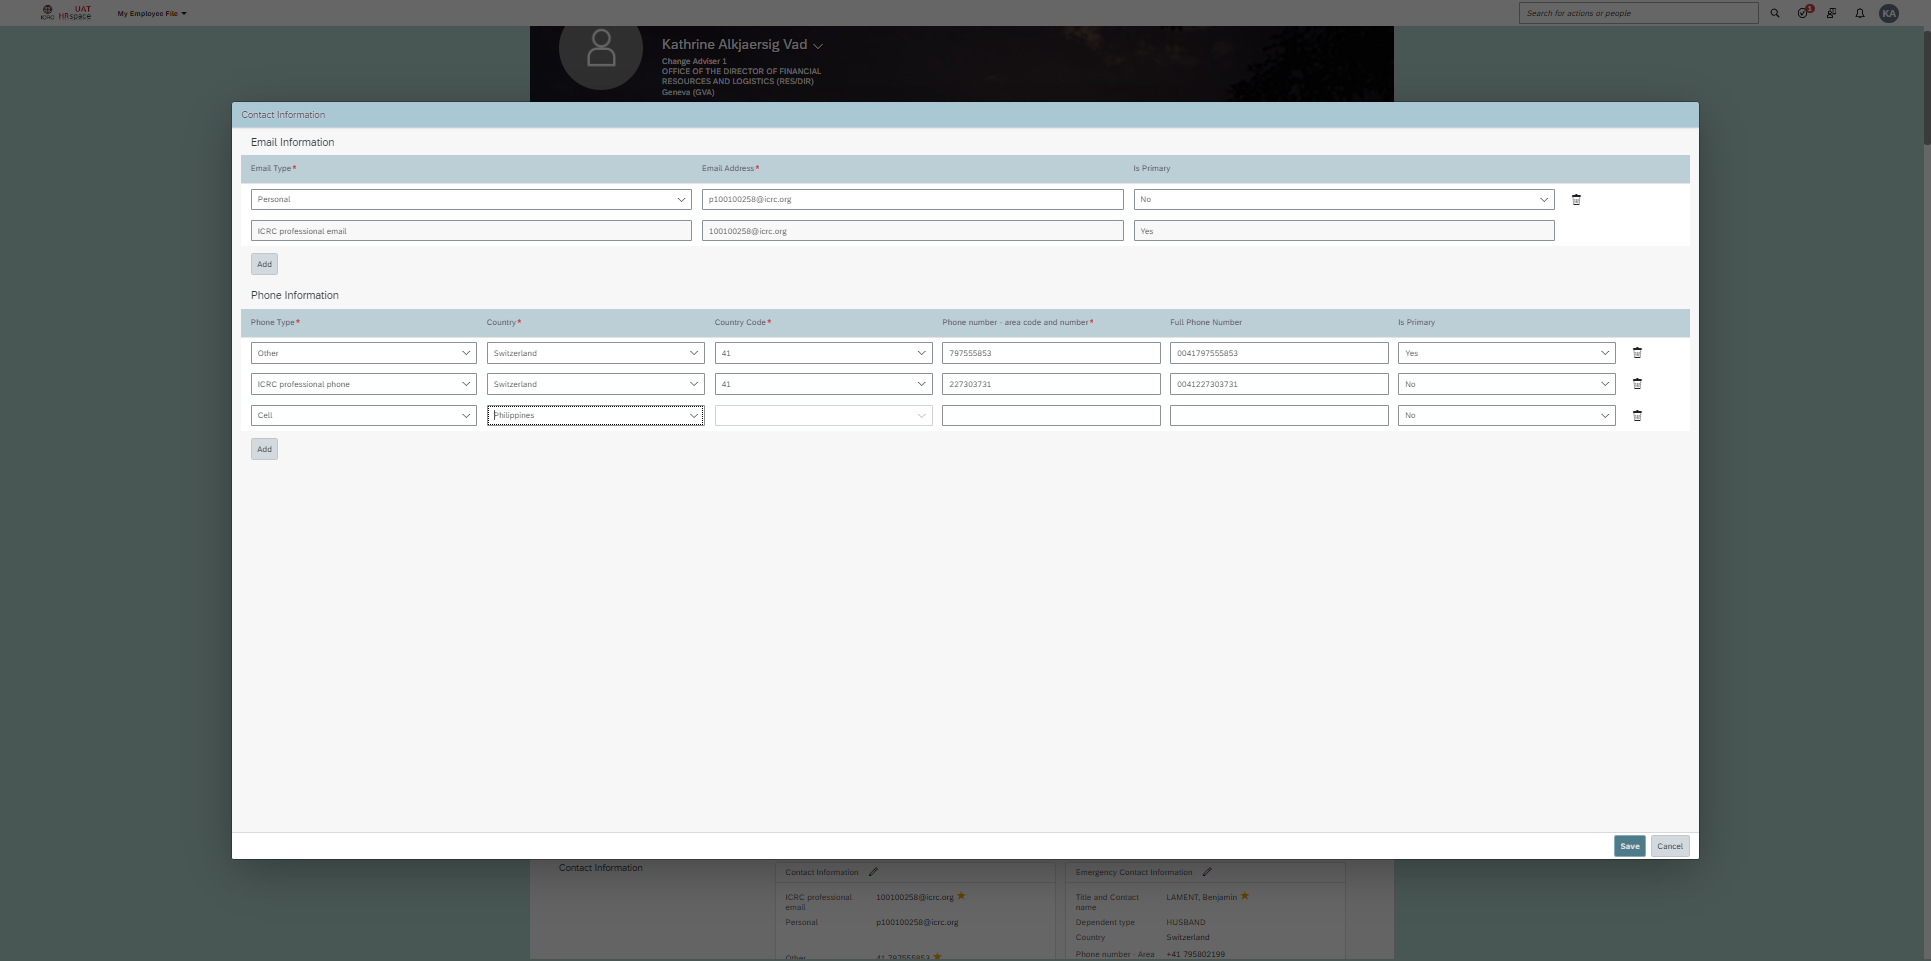 ICRC
UAT
HRspace
My Employee File
Search for actions or people
1
KA
Kathrine Alkjaersig Vad
Change Adviser 1
OFFICE OF THE DIRECTOR OF FINANCIAL
RESOURCES AND LOGISTICS (RES/DIR)
Geneva (GVA)
Contact Information
Email Information
Email Type* Email Address* Is Primary
Personal p100100258@icrc.org No
ICRC professional email 100100258@icrc.org Yes
Add
Phone Information
Phone Type* Country* Country Code* Phone number - area code and number* Full Phone Number Is Primary
Other Switzerland 41 797555853 0041797555853 Yes
ICRC professional phone Switzerland 41 227303731 0041227303731 No
Cell Philippines No
Add
Save Cancel
Contact Information
Contact Information
ICRC professional
email
100100258@icrc.org
Personal p100100258@icrc.org
Other 41 797555853
Emergency Contact Information
Title and Contact
name
LAMENT, Benjamin
Dependent type HUSBAND
Country Switzerland
Phone number - Area +41 795802199